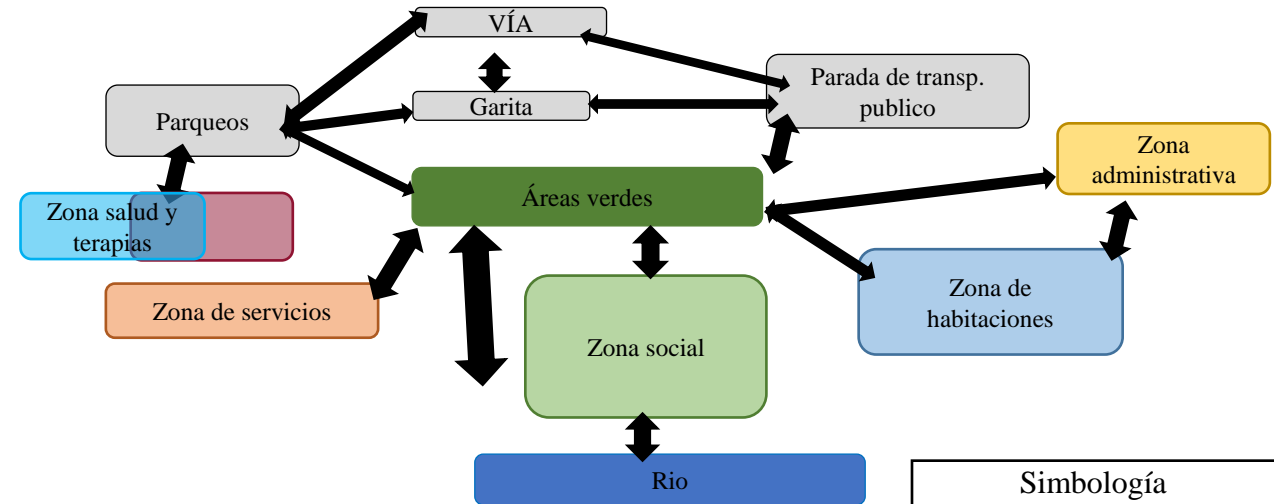 VÍA
Garita
Parqueos
Parada de transp.
publico
Zona
administrativa
Áreas verdes
Zona salud y
terapias
Zona de servicios
Zona de
habitaciones
Zona social
Rio
Simbología